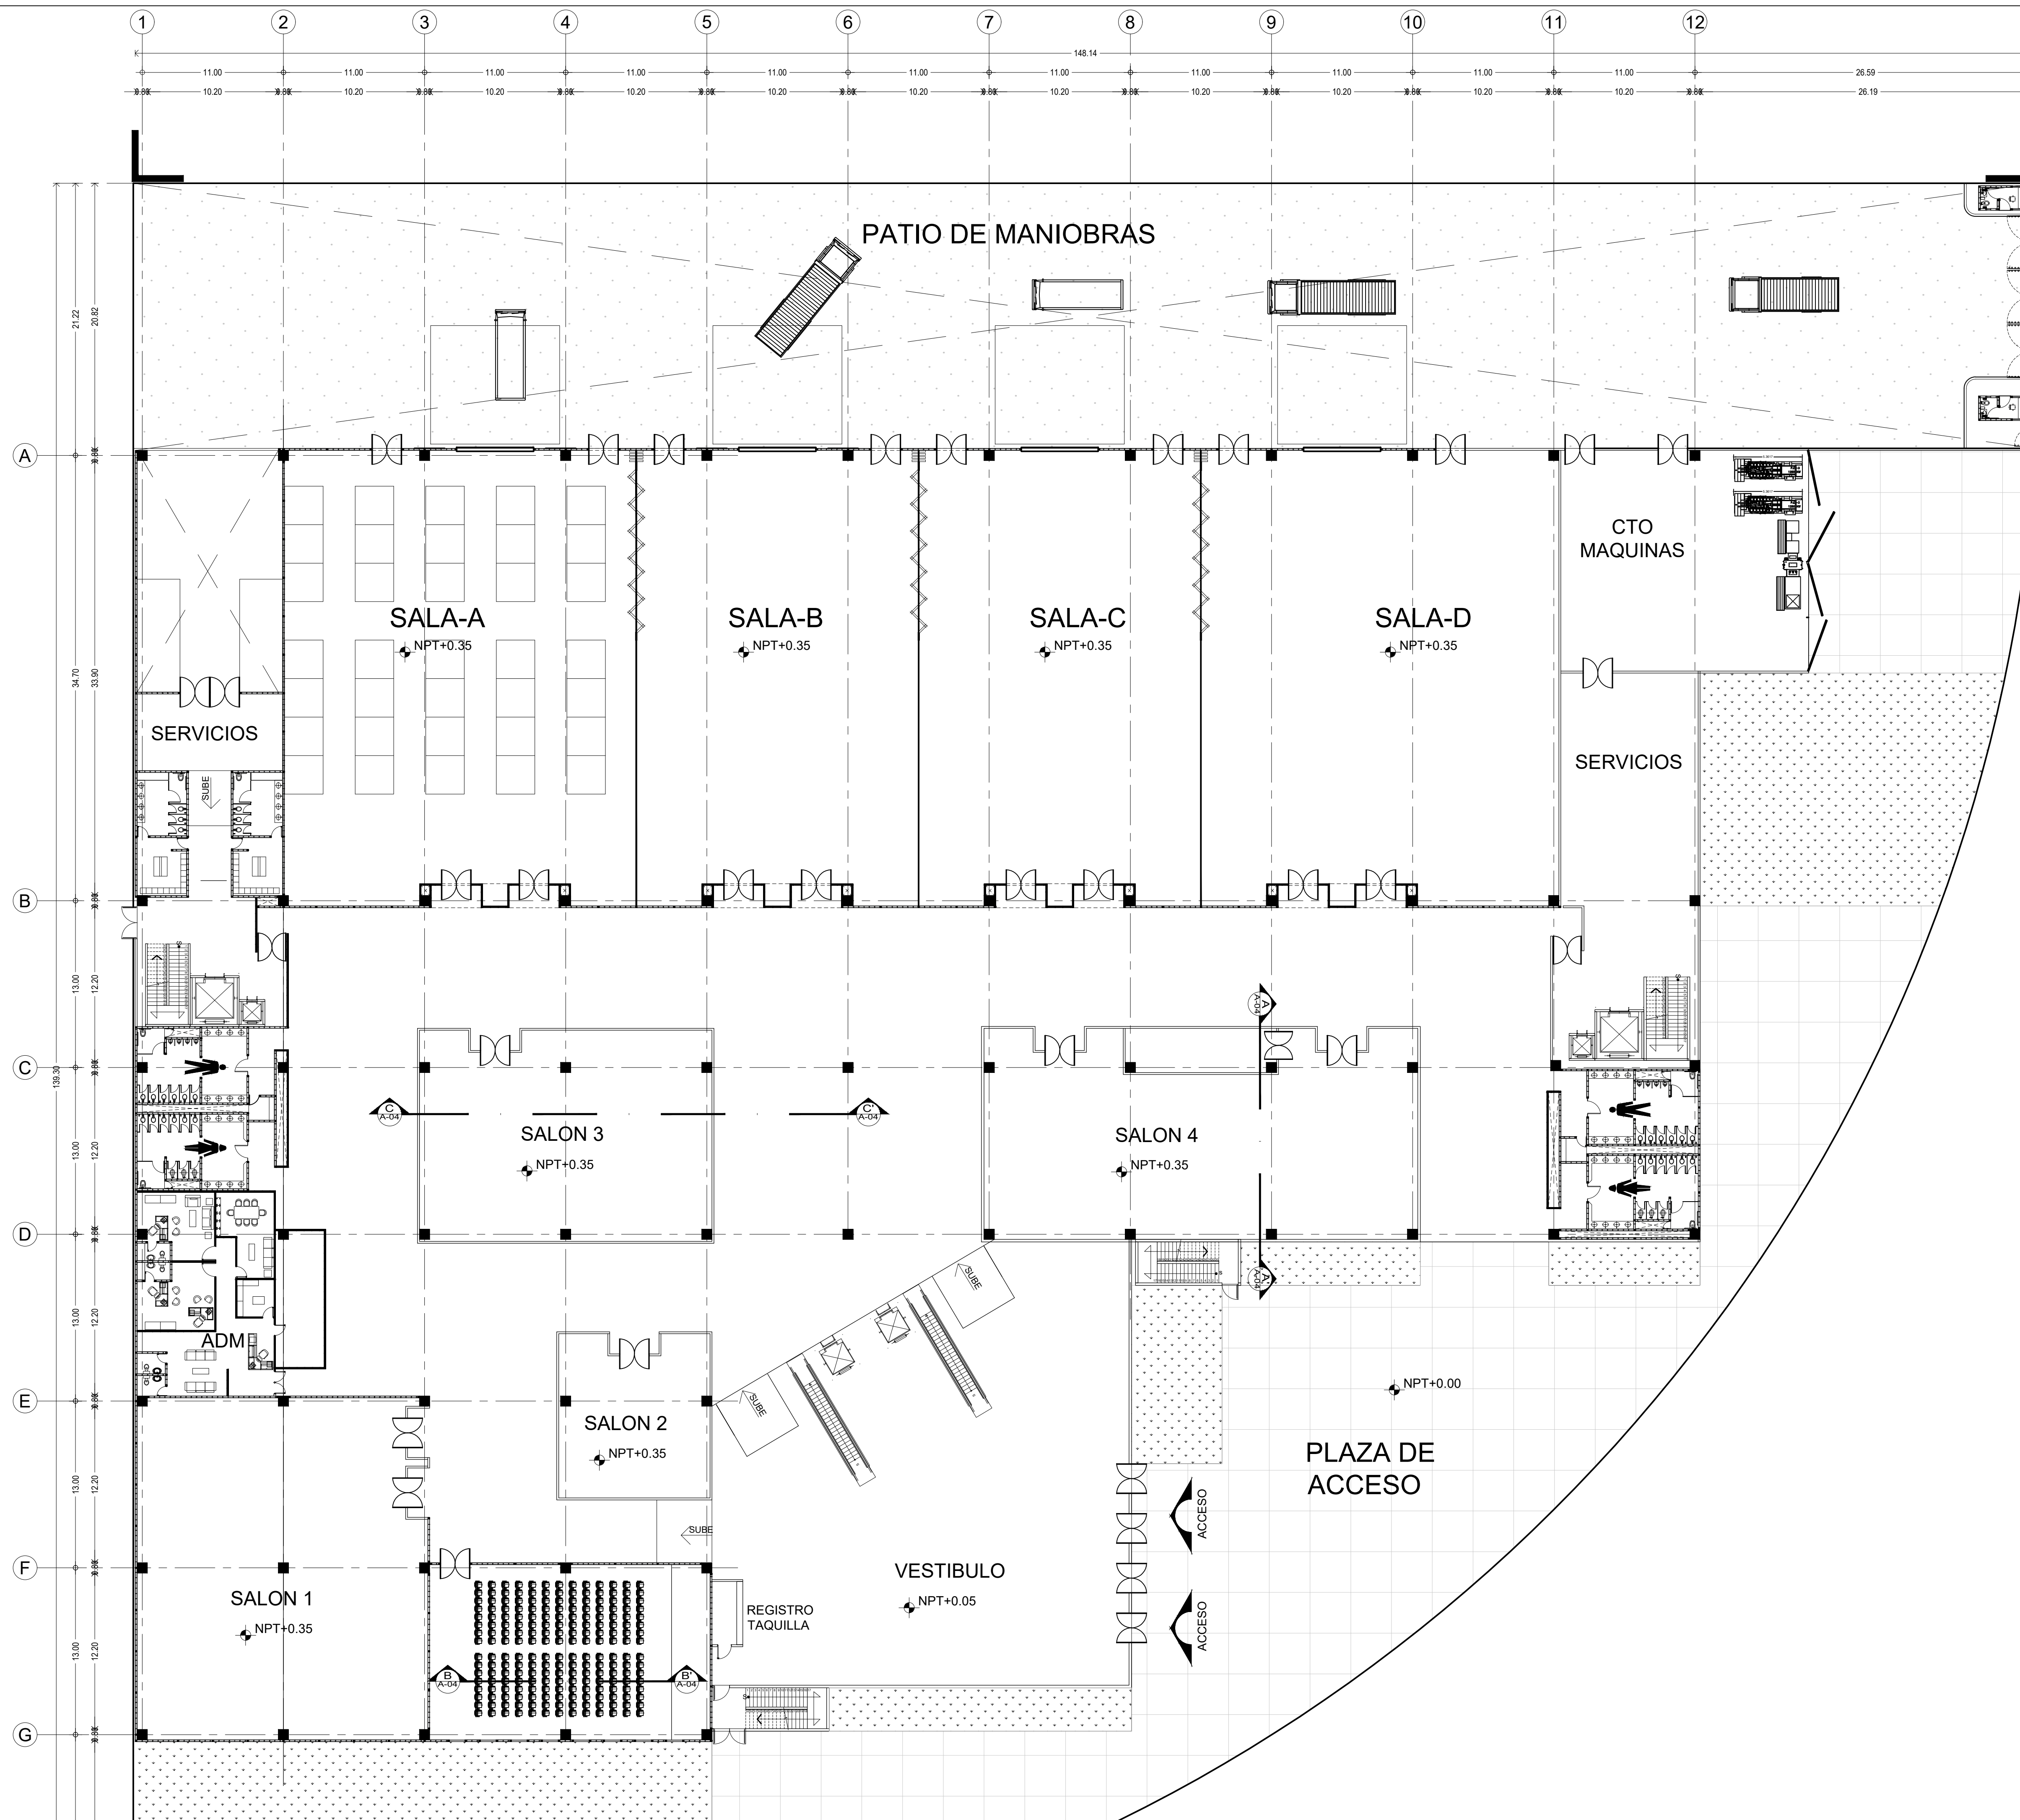 1 2 3 4 5 6 7 8 9 10 11 12
148.14
11.00 11.00 11.00 11.00 11.00 11.00 11.00 11.00 11.00 11.00 11.00 26.59
10.20 10.20 10.20 10.20 10.20 10.20 10.20 10.20 10.20 10.20 10.20 26.19
PATIO DE MANIOBRAS
21.22 20.82
A
CTO
MAQUINAS
SALA-A
NPT+0.35
SALA-B
NPT+0.35
SALA-C
NPT+0.35
SALA-D
NPT+0.35
34.70 33.90
SERVICIOS
SERVICIOS
SUBE
B
13.00 12.20
S
S
A
A-04
C
139.30
C
A-04
C'
A-04
SALON 3
NPT+0.35
SALON 4
NPT+0.35
13.00 12.20
D
SUBE
S
A'
A-04
13.00 12.20
ADM
NPT+0.00
E
SUBE
SALON 2
NPT+0.35
PLAZA DE
ACCESO
13.00 12.20
ACCESO
SUBE
F
VESTIBULO
NPT+0.05
SALON 1
NPT+0.35
REGISTRO
TAQUILLA
ACCESO
13.00 12.20
B
A-04
B'
A-04
S
G